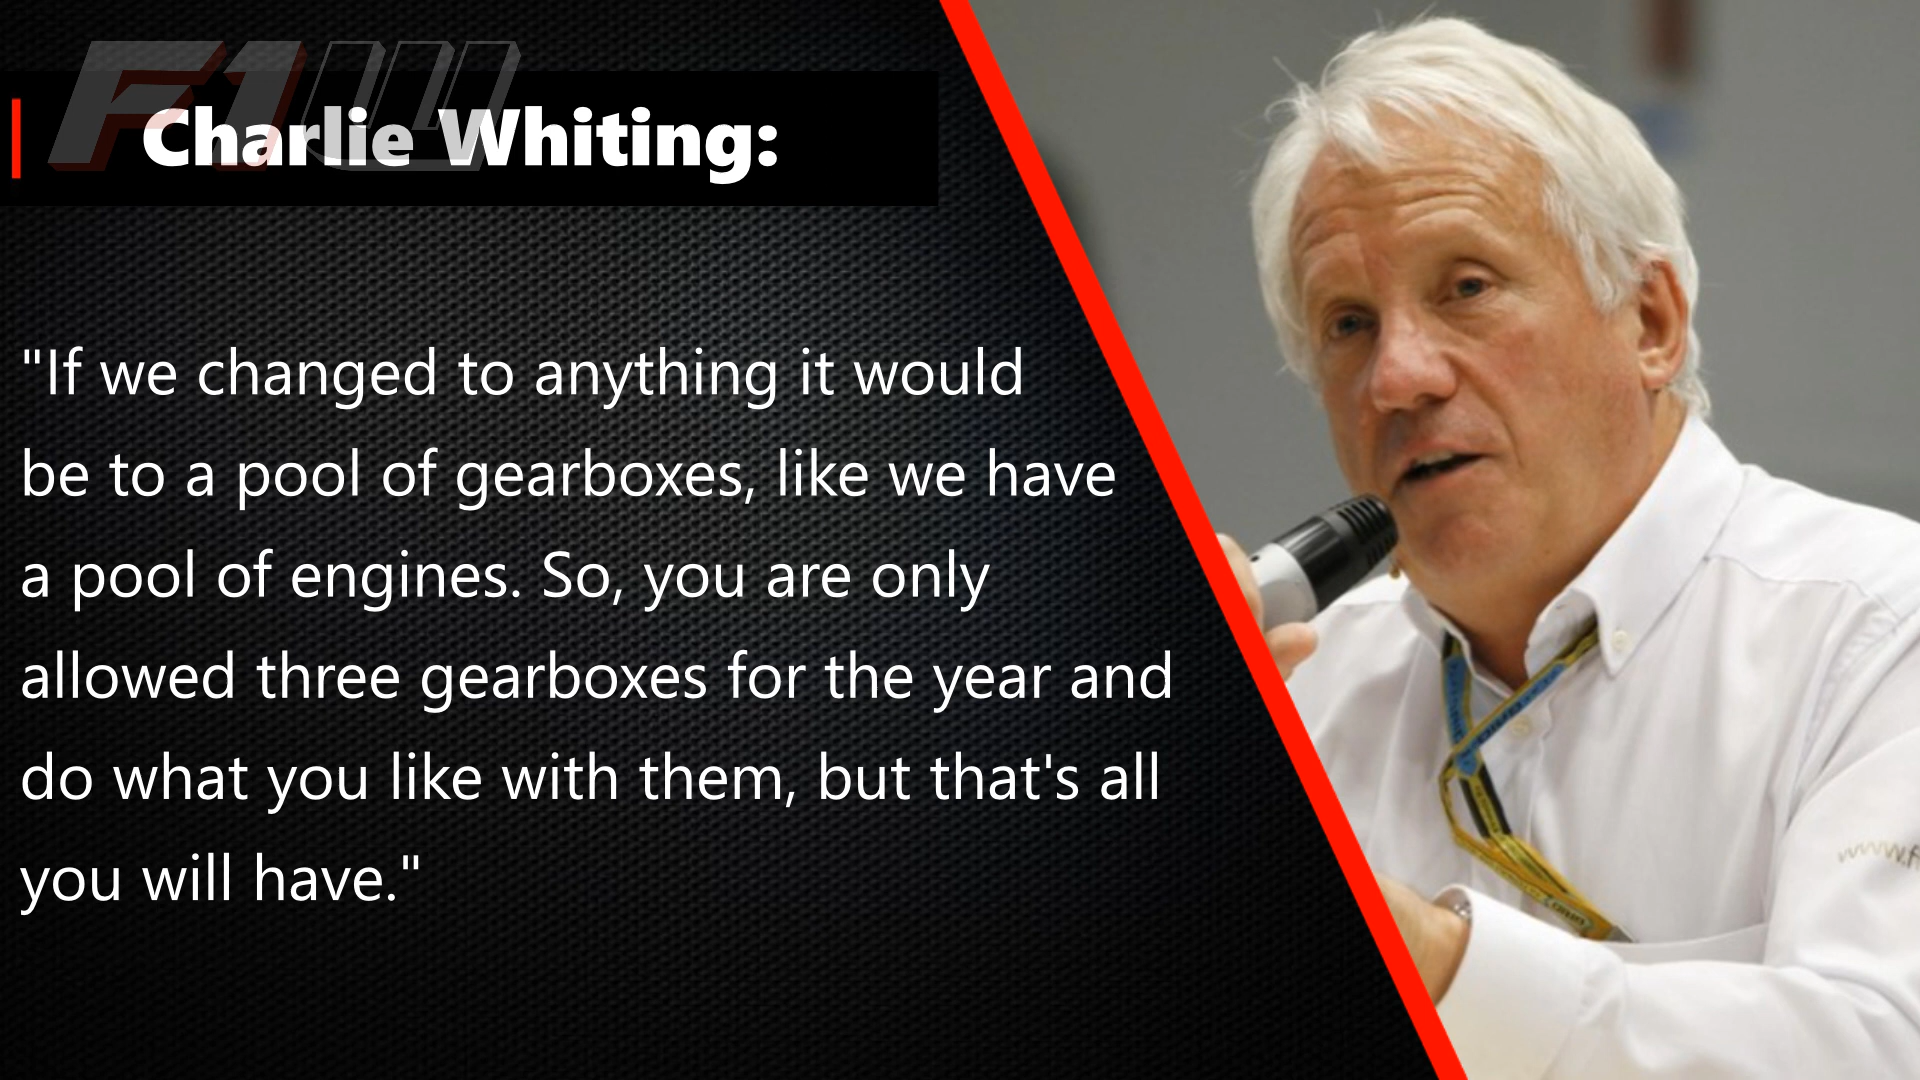 F1W
Charlie Whiting:
"If we changed to anything it would
be to a pool of gearboxes, like we have
a pool of engines. So, you are only
allowed three gearboxes for the year and
do what you like with them, but that's all
you will have."
www.f